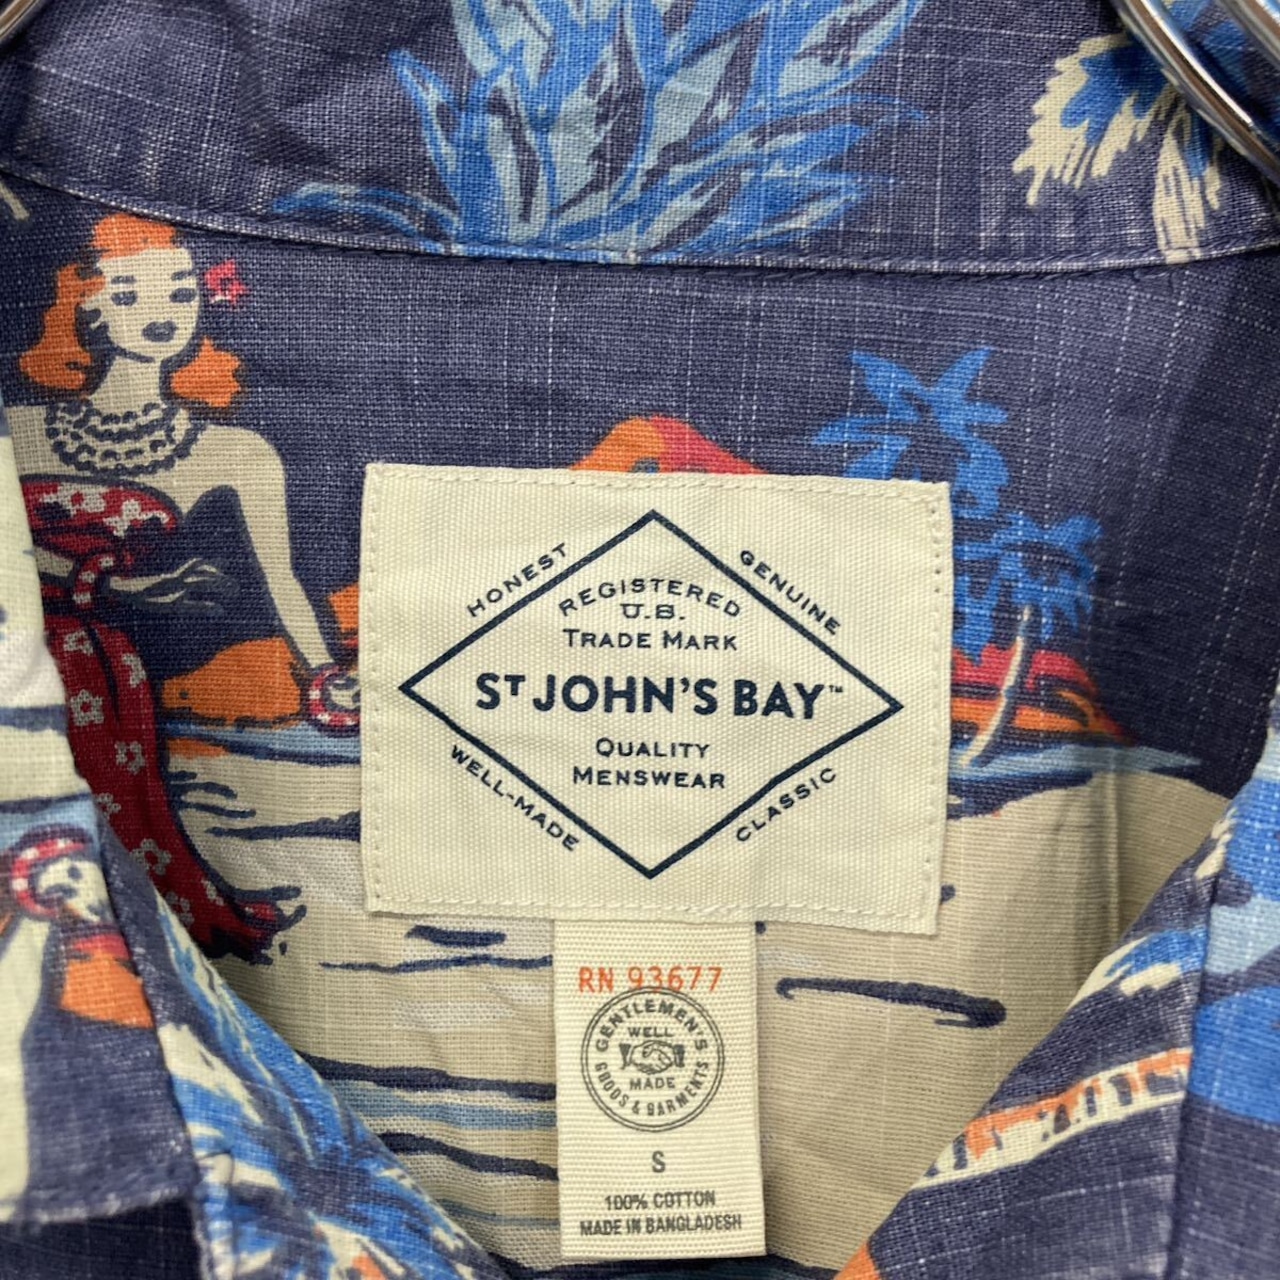 HONEST
GENUINE
REGISTERED
U.S.
TRADE MARK
ST JOHN'S BAY™
QUALITY
MENSWEAR
WELL-MADE
CLASSIC
RN 93677
GENTLEMEN'S
WELL
MADE
GOODS & GARMENTS
S
100% COTTON
MADE IN BANGLADESH